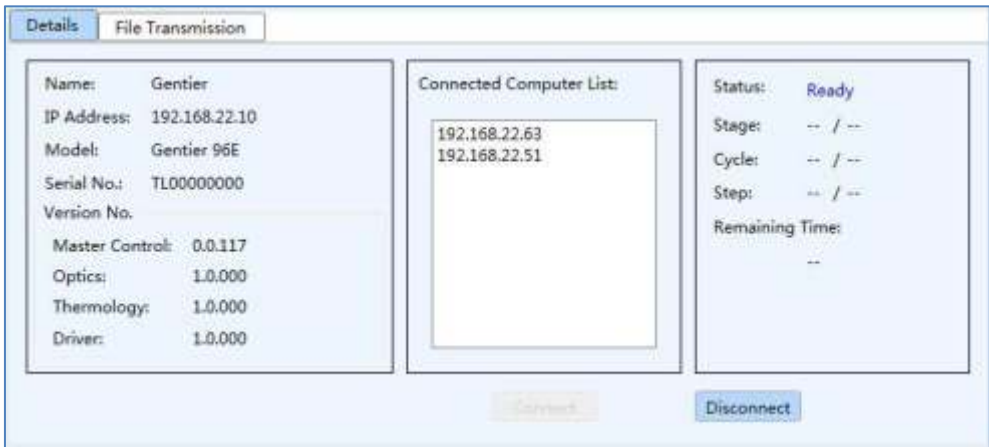 Details File Transmission
Name: Gentier
IP Address: 192.168.22.10
Model: Gentier 96E
Serial No.: TL00000000
Version No.
Master Control: 0.0.117
Optics: 1.0.000
Thermology: 1.0.000
Driver: 1.0.000
Connected Computer List:
192.168.22.63
192.168.22.51
Status: Ready
Stage: -- / --
Cycle: -- / --
Step: -- / --
Remaining Time:
--
Connect Disconnect